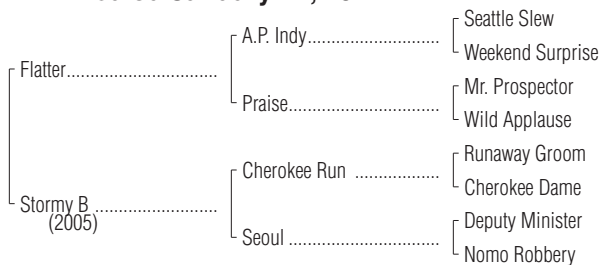 Seattle Slew
A.P. Indy
Weekend Surprise
Flatter
Mr. Prospector
Praise
Wild Applause
Runaway Groom
Cherokee Run
Cherokee Dame
Stormy B
(2005)
Deputy Minister
Seoul
Nomo Robbery